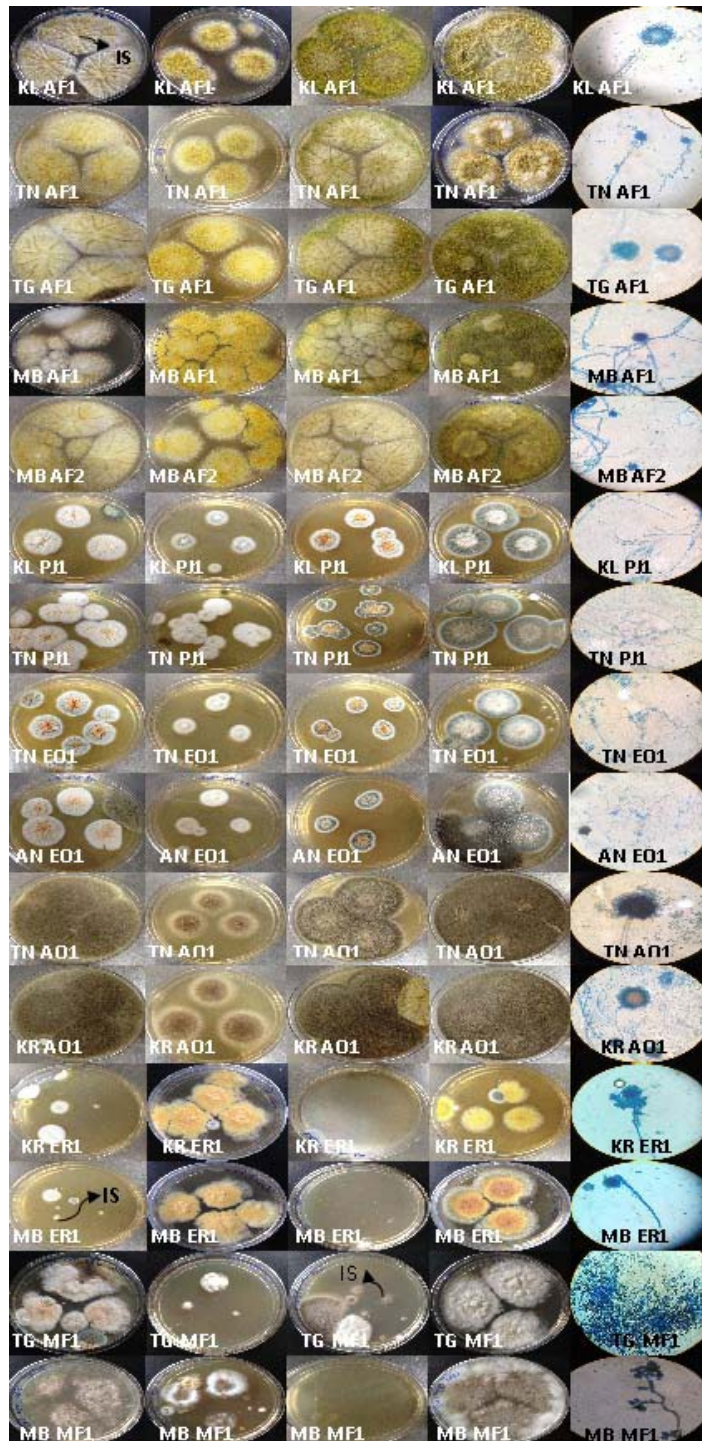 IS
KL AF1 KL AF1 KL AF1 KL AF1 KL AF1
TN AF1 TN AF1 TN AF1 TN AF1 TN AF1
TG AF1 TG AF1 TG AF1 TG AF1 TG AF1
MB AF1 MB AF1 MB AF1 MB AF1 MB AF1
MB AF2 MB AF2 MB AF2 MB AF2 MB AF2
KL PJ1 KL PJ1 KL PJ1 KL PJ1 KL PJ1
TN PJ1 TN PJ1 TN PJ1 TN PJ1 TN PJ1
TN EO1 TN EO1 TN EO1 TN EO1 TN EO1
AN EO1 AN EO1 AN EO1 AN EO1 AN EO1
TN AO1 TN AO1 TN AO1 TN AO1 TN AO1
KR AO1 KR AO1 KR AO1 KR AO1 KR AO1
KR ER1 KR ER1 KR ER1 KR ER1 KR ER1
IS
MB ER1 MB ER1 MB ER1 MB ER1 MB ER1
IS
TG MF1 TG MF1 TG MF1 TG MF1 TG MF1
MB MF1 MB MF1 MB MF1 MB MF1 MB MF1